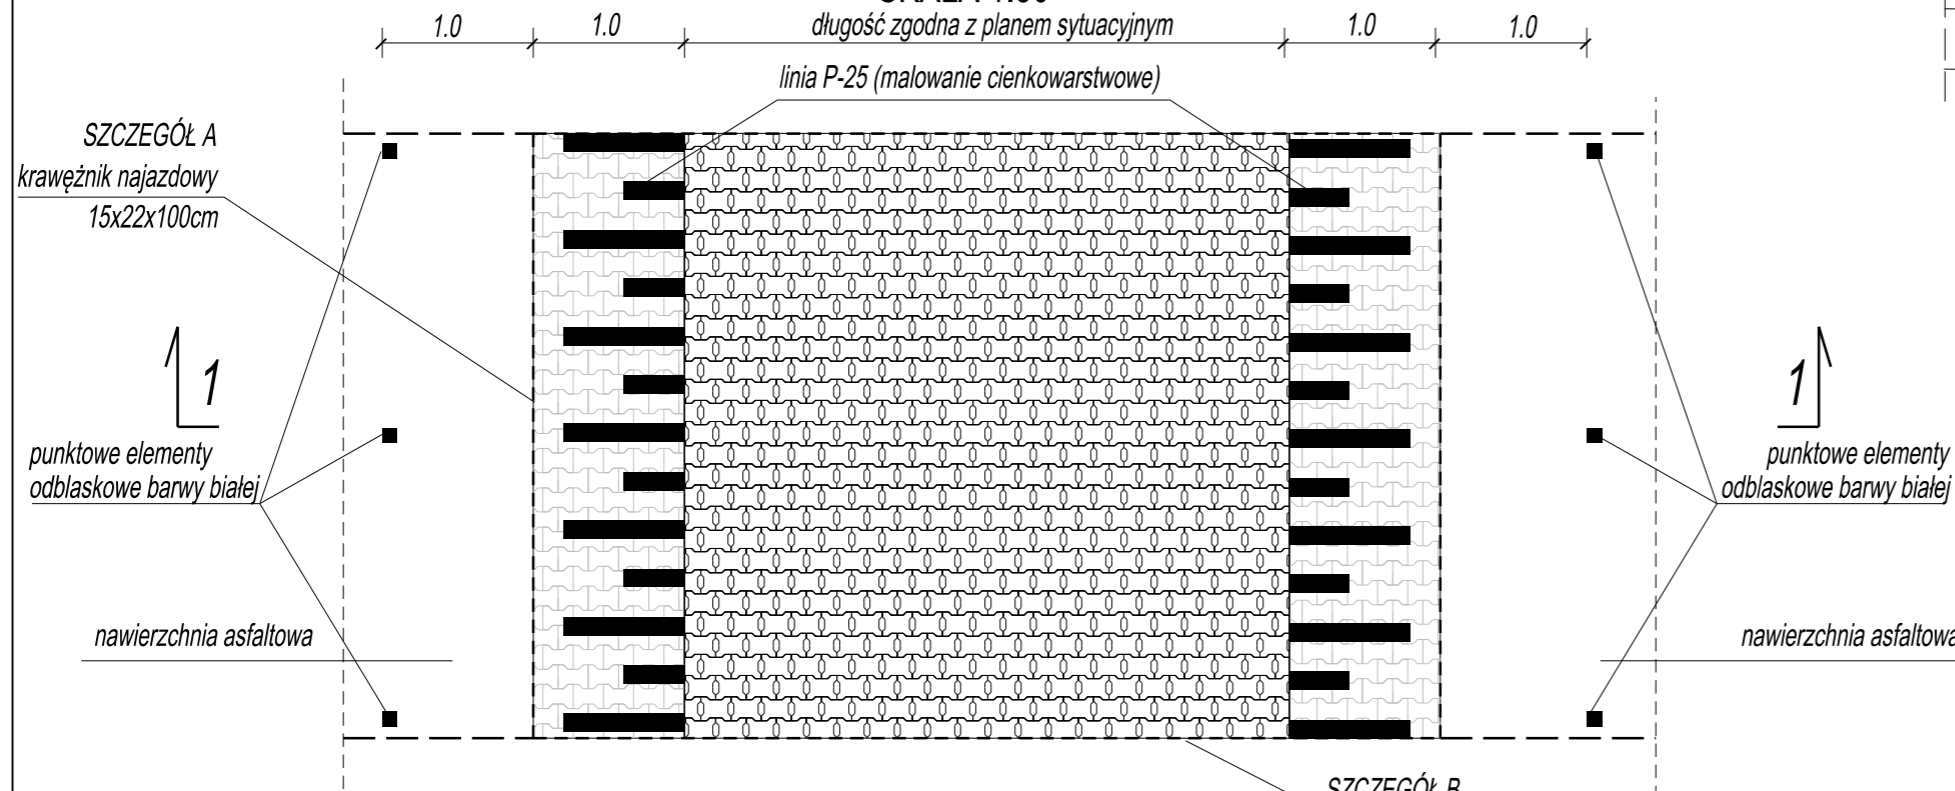 1.0
1.0
długość zgodna z planem sytuacyjnym
1.0
1.0
linia P-25 (malowanie cienkowarstwowe)
SZCZEGÓŁ A
krawężnik najazdowy
15x22x100cm
1
1
punktowe elementy
odblaskowe barwy białej
punktowe elementy
odblaskowe barwy białej
nawierzchnia asfaltowa
nawierzchnia asfaltowa
SZCZEGÓŁ B